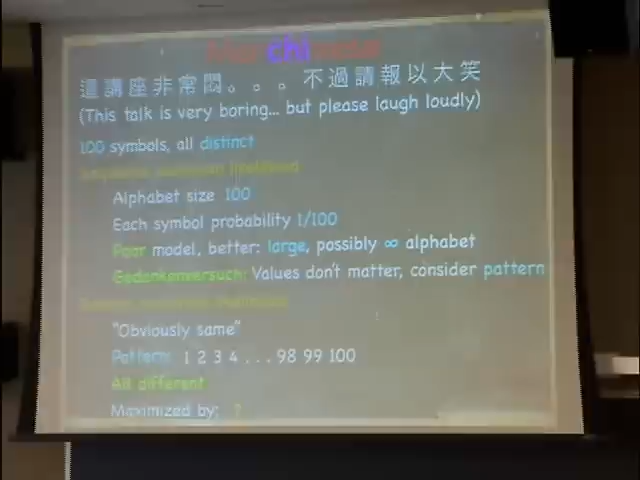 chi
這講座非常悶。。。不過請報以大笑
(This talk is very boring... but please laugh loudly)
100 symbols, all distinct
Alphabet size 100
Each symbol probability 1/100
Poor model, better: large, possibly ∞ alphabet
Gedankenversuch: Values don't matter, consider pattern
"Obviously same"
Pattern: 1 2 3 4 . . . 98 99 100
All different
Maximized by: ?